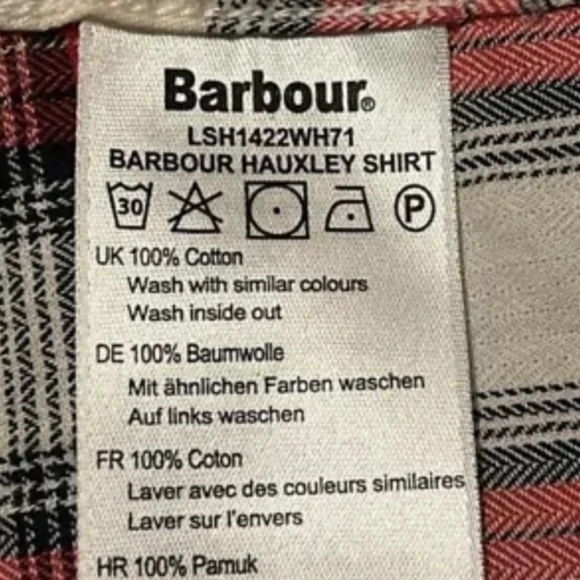 Barbour®
LSH1422WH71
BARBOUR HAUXLEY SHIRT
30 P
UK 100% Cotton
Wash with similar colours
Wash inside out
DE 100% Baumwolle
Mit ähnlichen Farben waschen
Auf links waschen
FR 100% Coton
Laver avec des couleurs similaires
Laver sur l'envers
HR 100% Pamuk